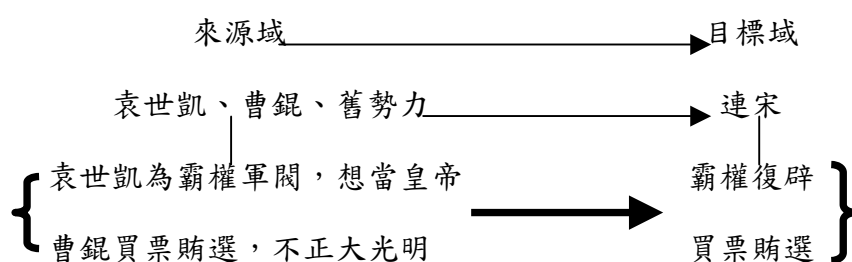 來源域 目標域
袁世凱、曹錕、舊勢力 連宋
袁世凱為霸權軍閥，想當皇帝 霸權復辟
曹錕買票賄選，不正大光明 買票賄選